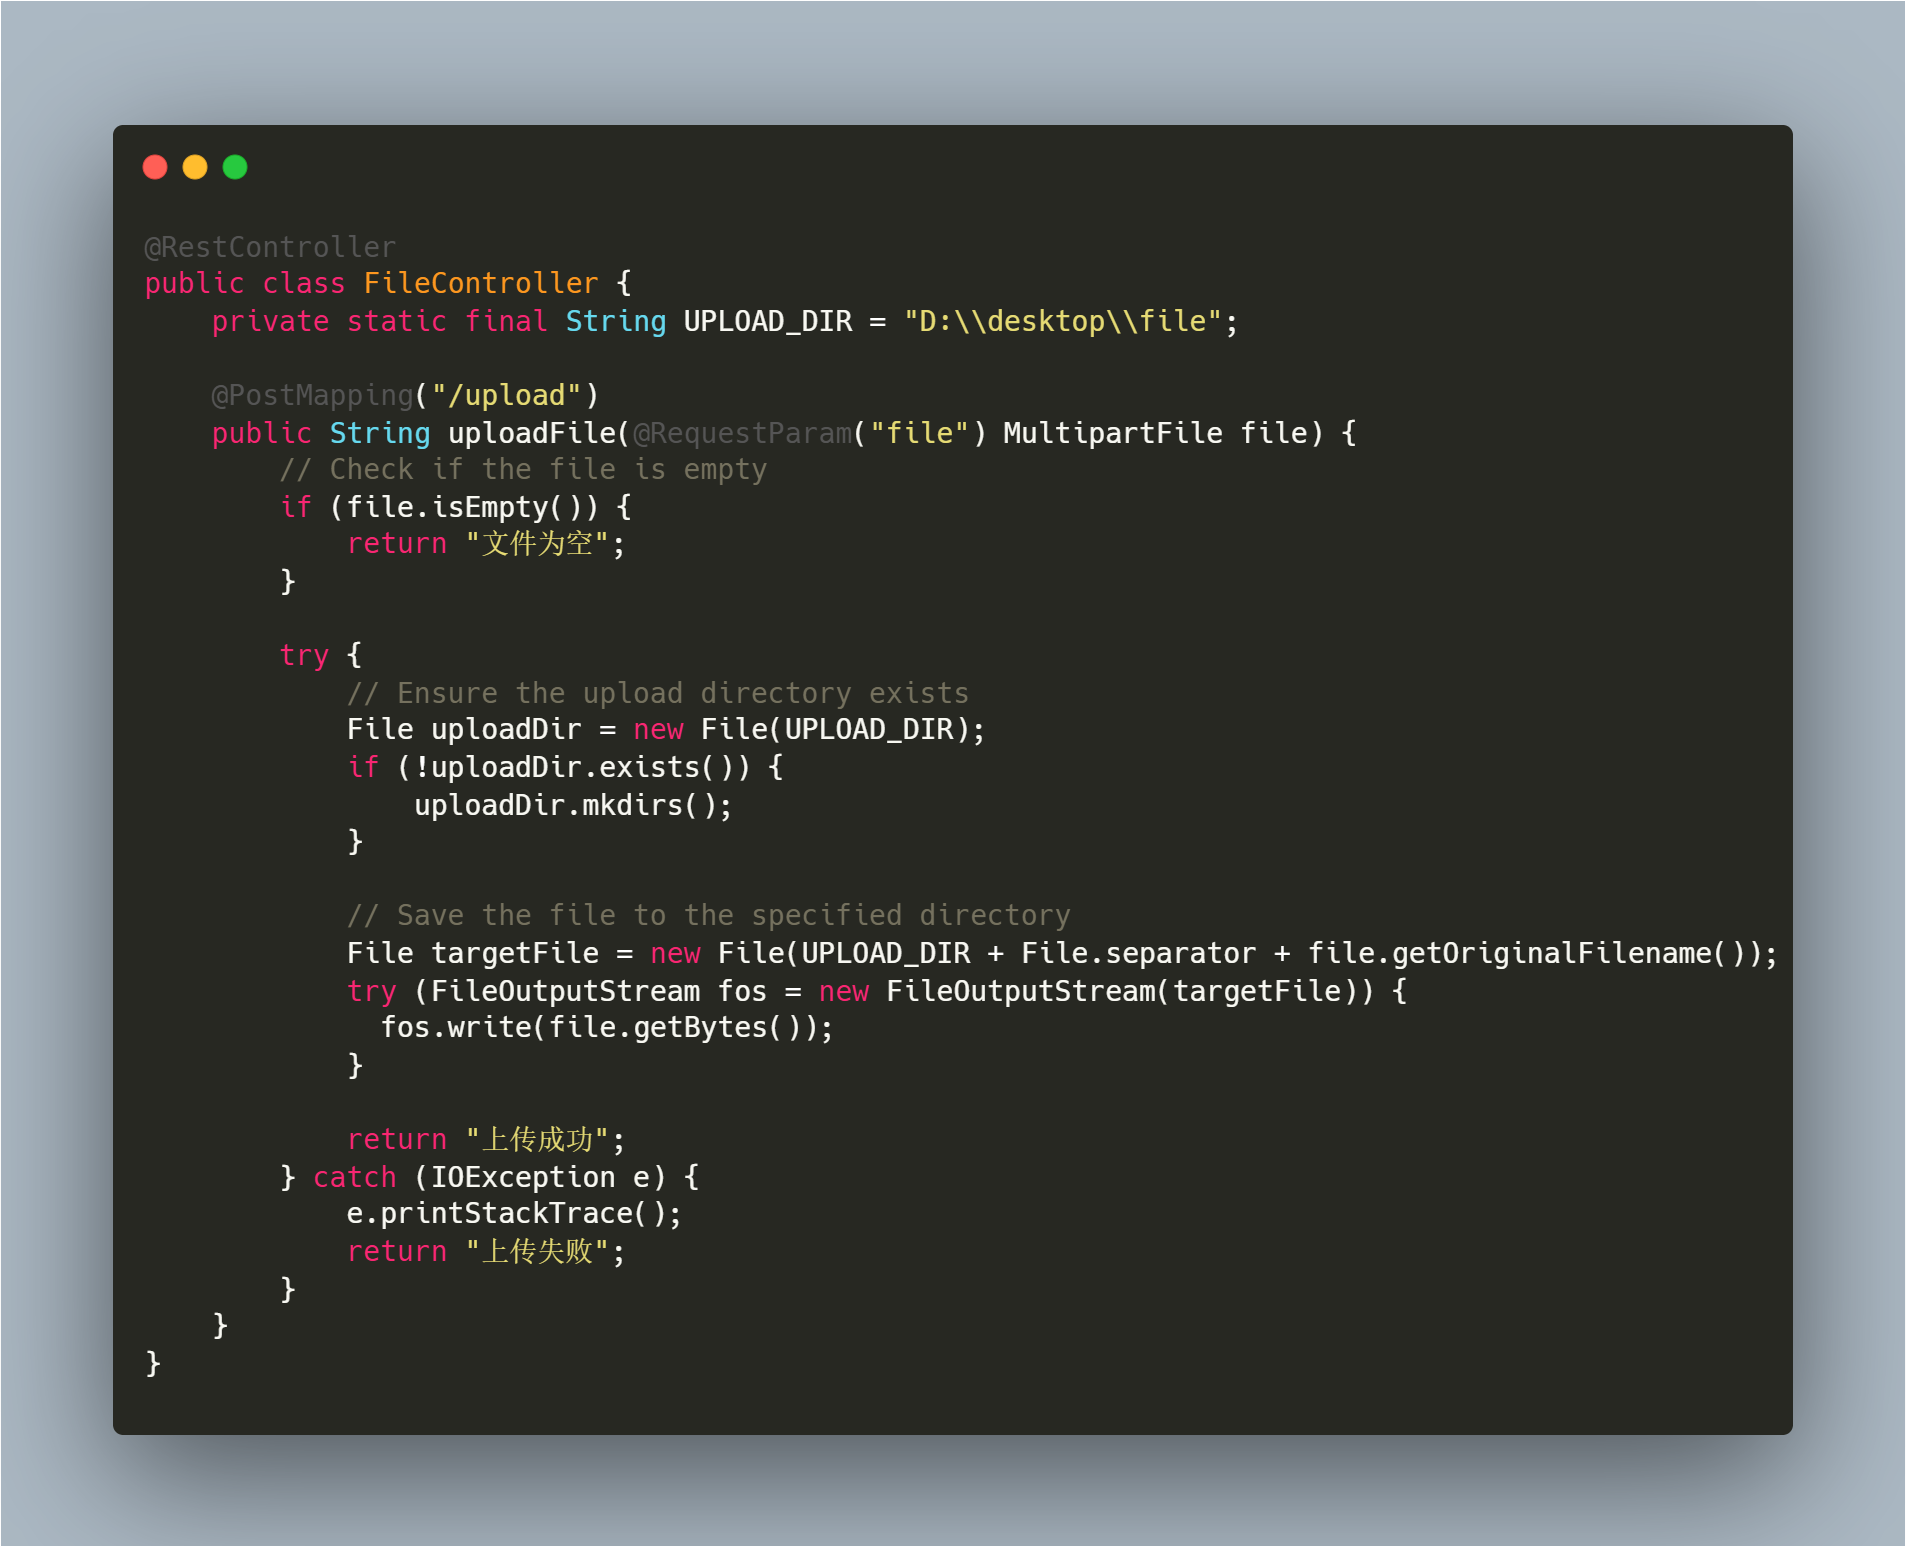 @RestController
public class FileController {
    private static final String UPLOAD_DIR = "D:\\desktop\\file";

    @PostMapping("/upload")
    public String uploadFile(@RequestParam("file") MultipartFile file) {
        // Check if the file is empty
        if (file.isEmpty()) {
            return "文件为空";
        }

        try {
            // Ensure the upload directory exists
            File uploadDir = new File(UPLOAD_DIR);
            if (!uploadDir.exists()) {
                uploadDir.mkdirs();
            }

            // Save the file to the specified directory
            File targetFile = new File(UPLOAD_DIR + File.separator + file.getOriginalFilename());
            try (FileOutputStream fos = new FileOutputStream(targetFile)) {
              fos.write(file.getBytes());
            }

            return "上传成功";
        } catch (IOException e) {
            e.printStackTrace();
            return "上传失败";
        }
    }
}